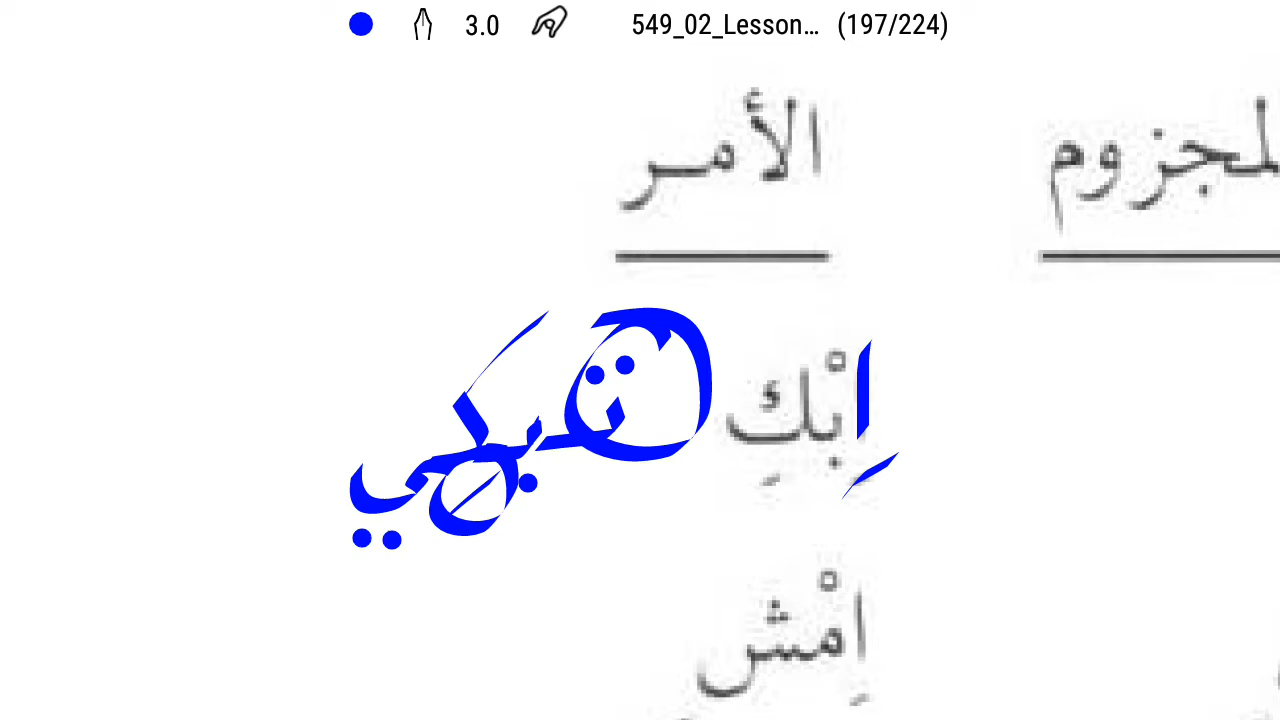 3.0 549_02_Lesson… (197/224)
لمجزوم الأمر
اِبْكِ تبكي
اِمْش